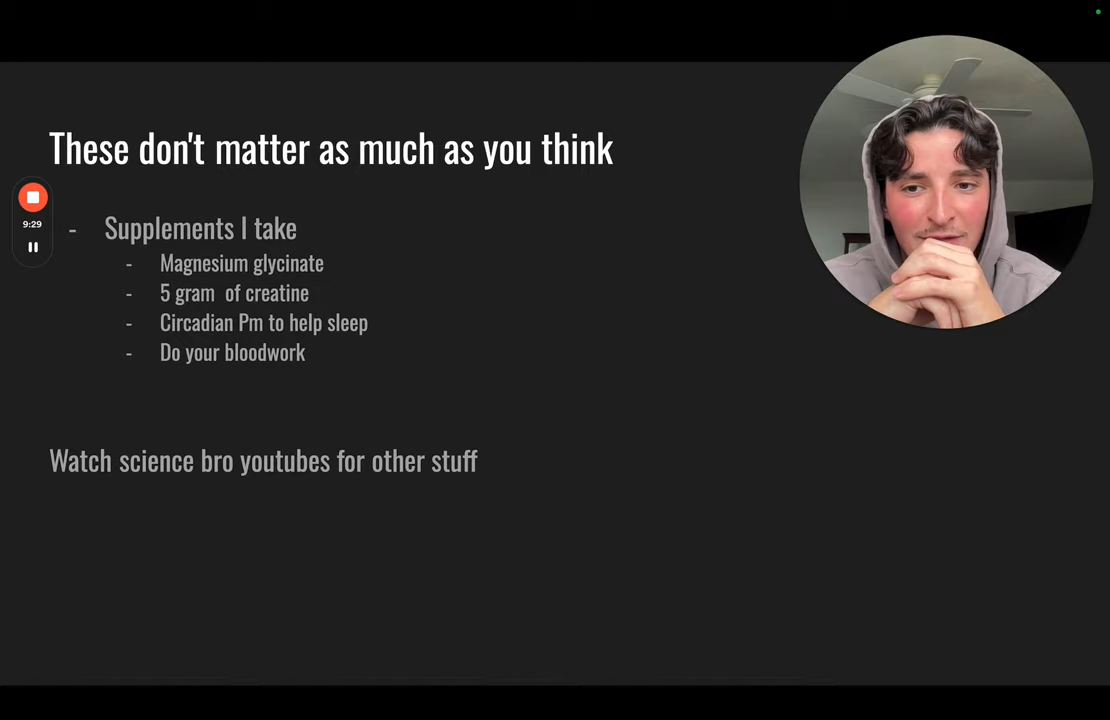 These don't matter as much as you think
9:29
- Supplements I take
- Magnesium glycinate
- 5 gram of creatine
- Circadian Pm to help sleep
- Do your bloodwork
Watch science bro youtubes for other stuff